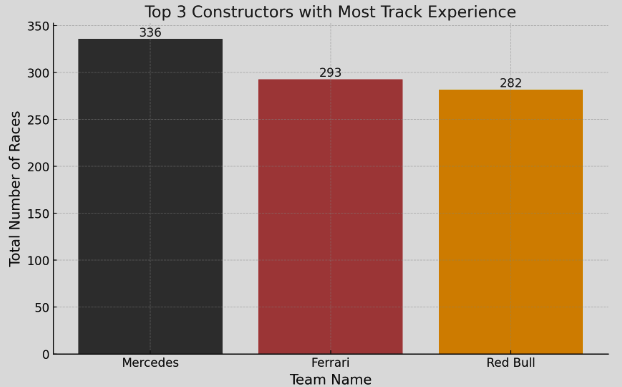 Top 3 Constructors with Most Track Experience
350
300
250
200
150
100
50
0
Total Number of Races
336
293
282
Mercedes
Ferrari
Red Bull
Team Name